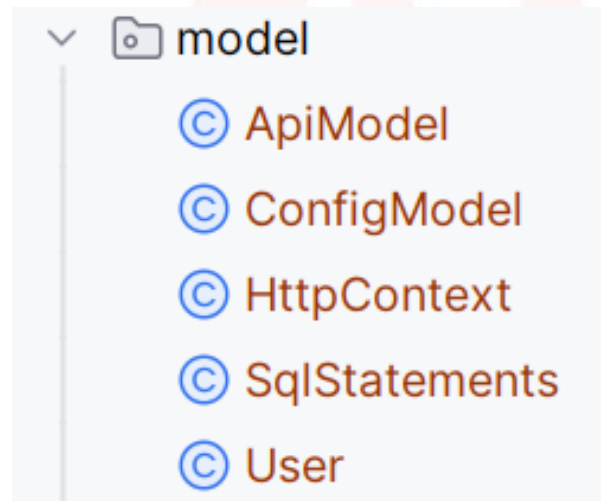 model
ApiModel
ConfigModel
HttpContext
SqlStatements
User